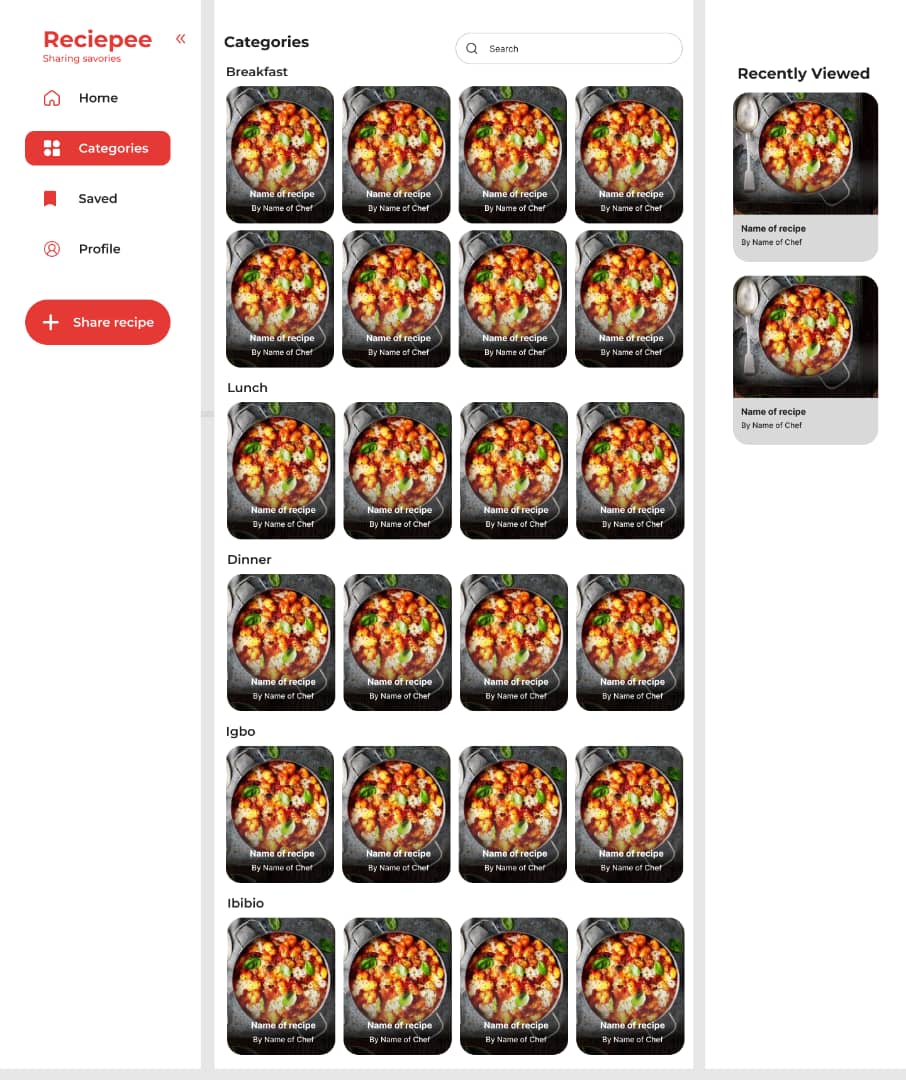 Reciepee
Sharing savories
Home
Categories
Saved
Profile
Share recipe
Categories
Search
Breakfast
Name of recipe Name of recipe Name of recipe Name of recipe
By Name of Chef By Name of Chef By Name of Chef By Name of Chef
Name of recipe Name of recipe Name of recipe Name of recipe
By Name of Chef By Name of Chef By Name of Chef By Name of Chef
Lunch
Name of recipe Name of recipe Name of recipe Name of recipe
By Name of Chef By Name of Chef By Name of Chef By Name of Chef
Dinner
Name of recipe Name of recipe Name of recipe Name of recipe
By Name of Chef By Name of Chef By Name of Chef By Name of Chef
Igbo
Name of recipe Name of recipe Name of recipe Name of recipe
By Name of Chef By Name of Chef By Name of Chef By Name of Chef
Ibibio
Name of recipe Name of recipe Name of recipe Name of recipe
By Name of Chef By Name of Chef By Name of Chef By Name of Chef
Recently Viewed
Name of recipe
By Name of Chef
Name of recipe
By Name of Chef